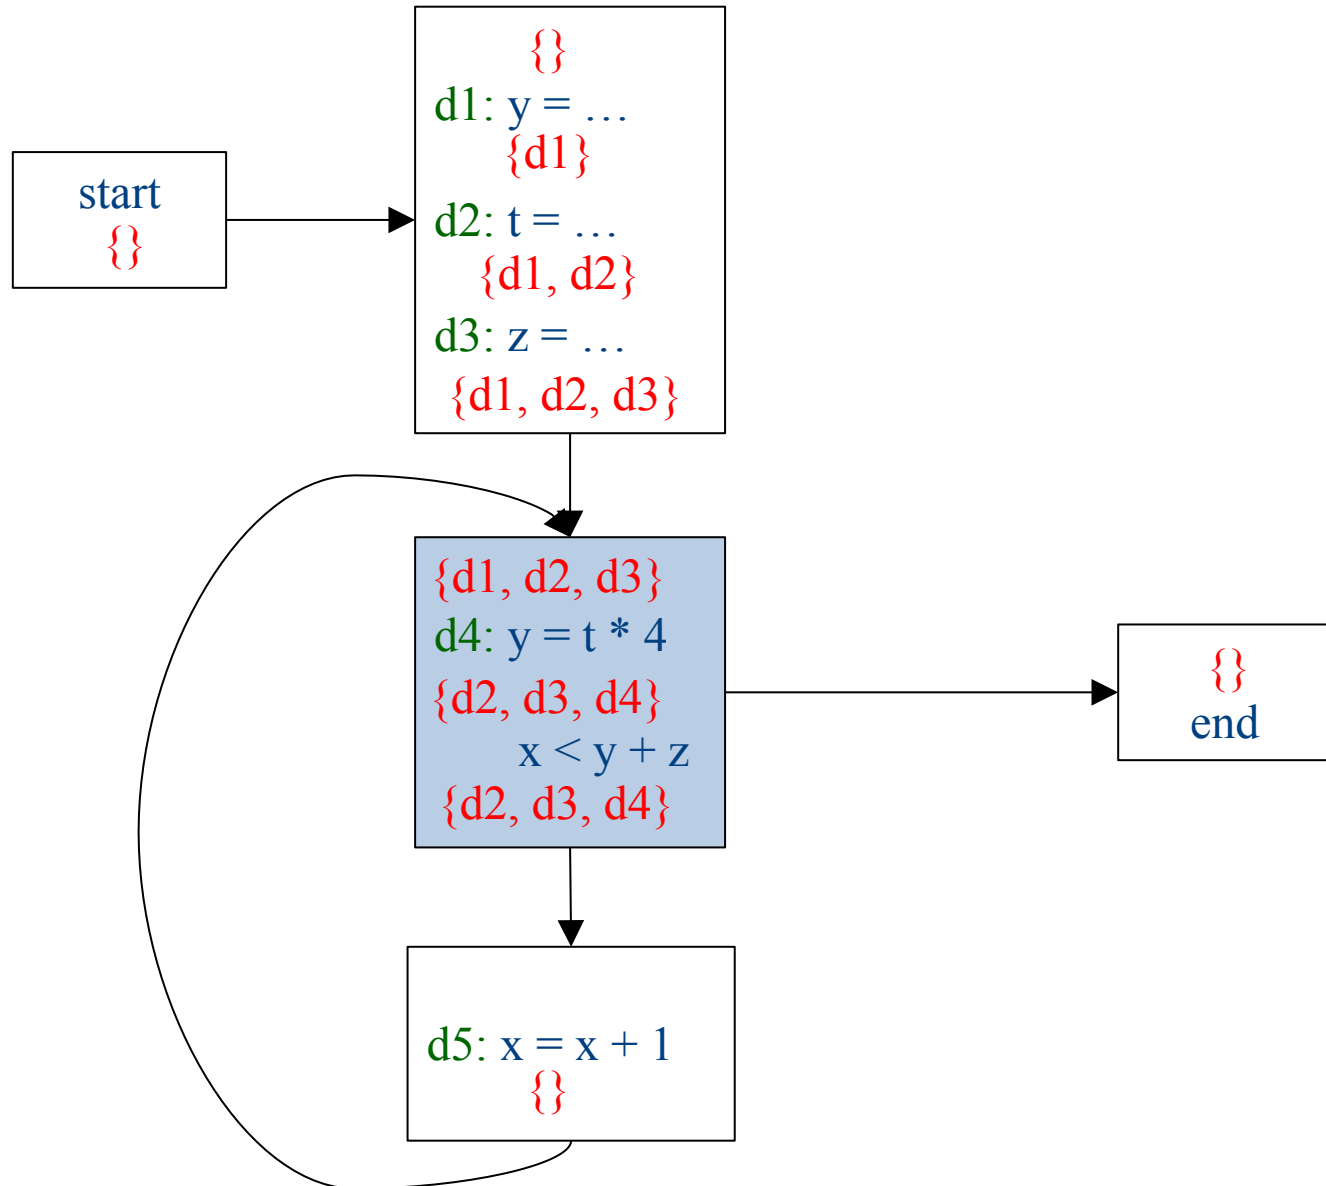 start
{}
{}
d1: y = …
{d1}
d2: t = …
{d1, d2}
d3: z = …
{d1, d2, d3}
{d1, d2, d3}
d4: y = t * 4
{d2, d3, d4}
x < y + z
{d2, d3, d4}
{}
end
d5: x = x + 1
{}